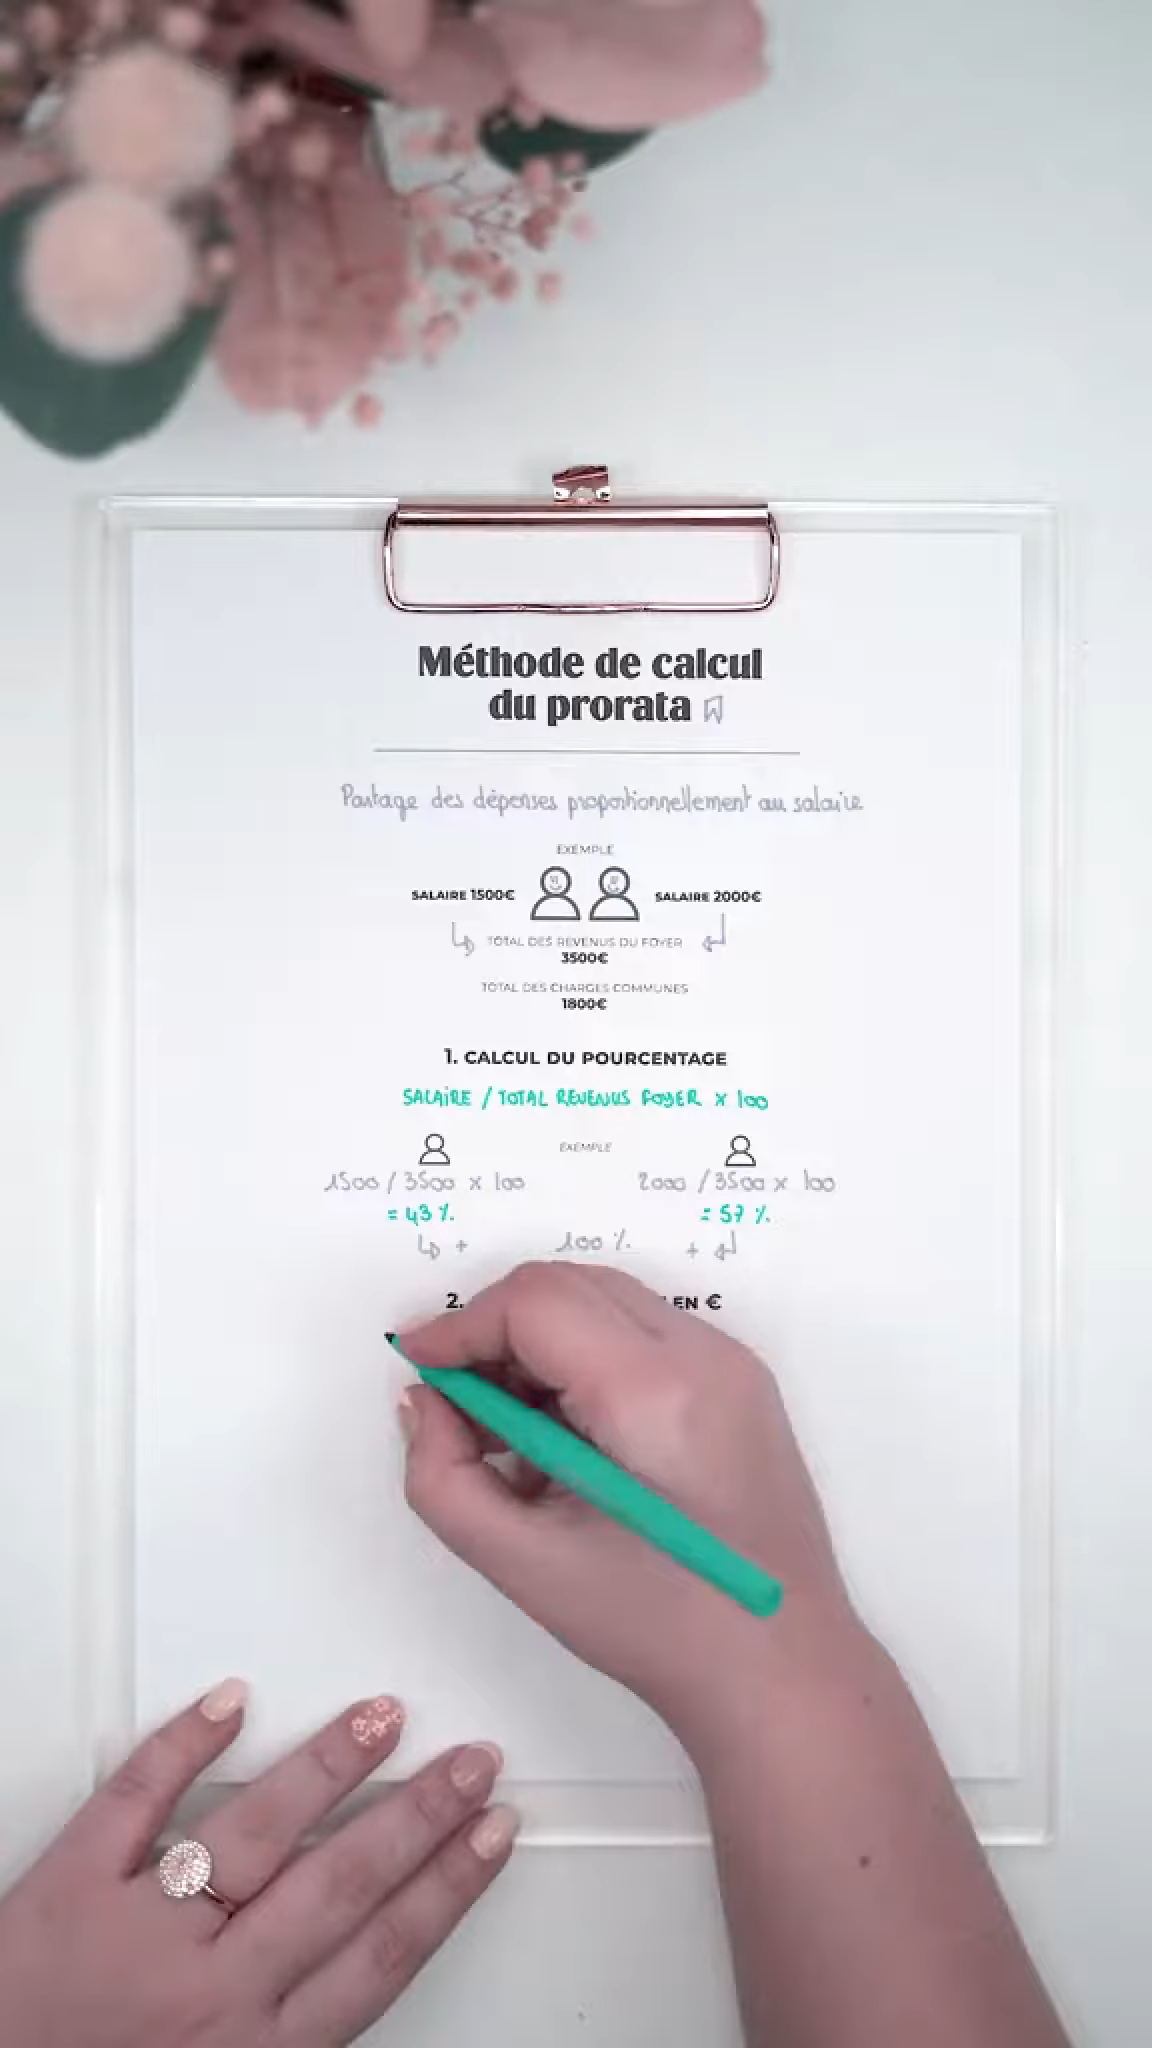 Méthode de calcul
du prorata
Partage des dépenses proportionnellement au salaire
EXEMPLE
SALAIRE 1500€ SALAIRE 2000€
TOTAL DES REVENUS DU FOYER
3500€
TOTAL DES CHARGES COMMUNES
1800€
1. CALCUL DU POURCENTAGE
SALAIRE / TOTAL REVENUS FOYER x 100
EXEMPLE
1500 / 3500 x 100 2000 / 3500 x 100
= 43 % = 57 %
+ 100 % +
2. EN €